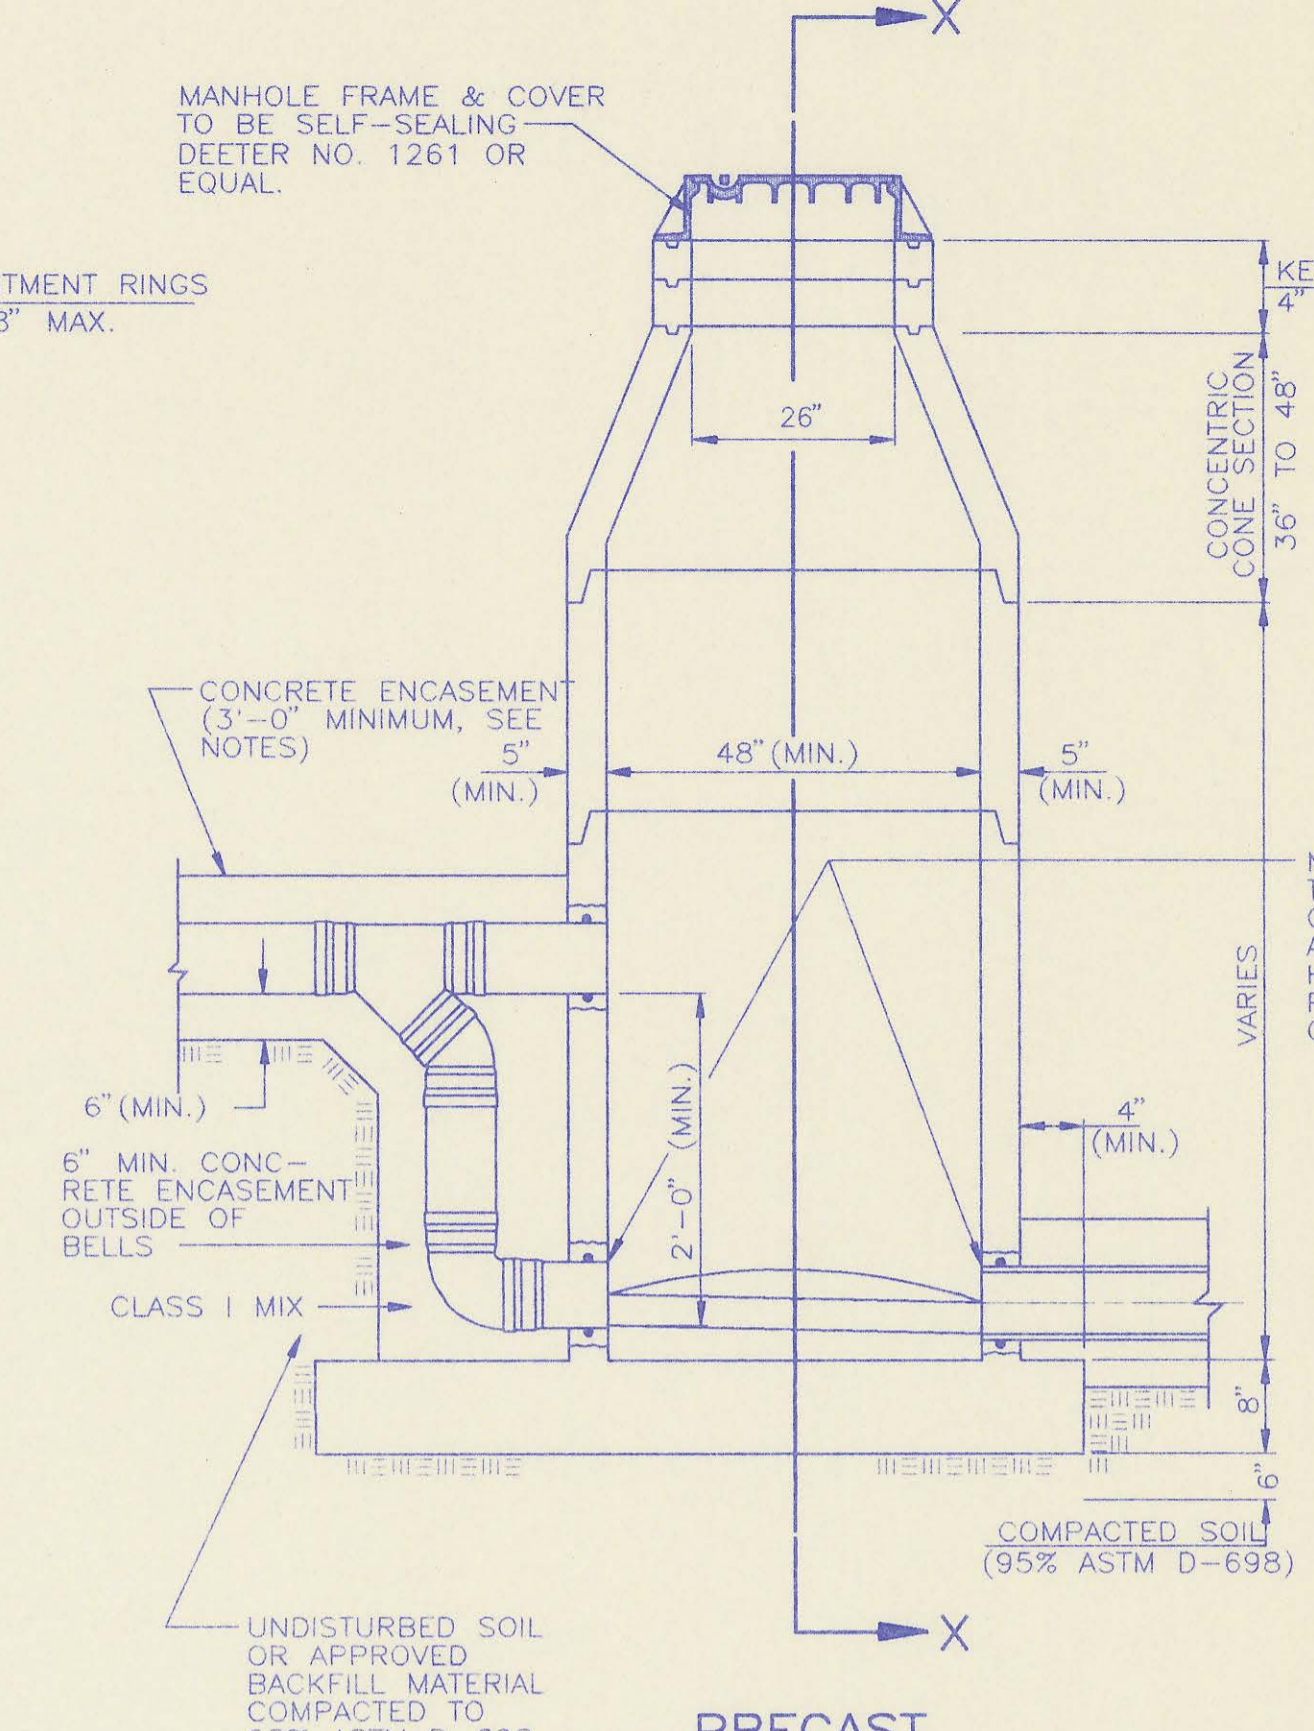 X
MANHOLE FRAME & COVER
TO BE SELF-SEALING
DEETER NO. 1261 OR
EQUAL.
TMENT RINGS
8" MAX.
KE
4"
CONCENTRIC
CONE SECTION
36" TO 48"
26"
CONCRETE ENCASEMENT
(3'-0" MINIMUM, SEE
NOTES)
5"
(MIN.)
48" (MIN.)
5"
(MIN.)
VARIES
6" (MIN.)
2'-0" (MIN.)
4"
(MIN.)
6" MIN. CONC-
RETE ENCASEMENT
OUTSIDE OF
BELLS
CLASS I MIX
8"
6"
COMPACTED SOIL
(95% ASTM D-698)
X
UNDISTURBED SOIL
OR APPROVED
BACKFILL MATERIAL
COMPACTED TO
PRECAST